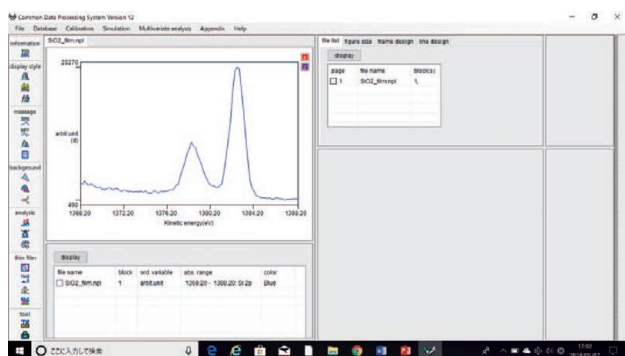 Common Data Processing System Version 12
File Database Calibration Simulation Multivariate analysis Appendix Help
information
display style
message
background
analysis
thin film
tool
SiO2_film.npl
20270
arbit.unit
(d)
490
1368.20 1372.20 1376.20 1380.20 1384.20 1388.20
Kinetic energy(eV)
display
file name block ord. variable abs. range color
SiO2_film.npl 1 arbit.unit 1368.20 - 1388.20: Si 2p Blue
file list figure size frame design line design
display
page file name block(s)
1 SiO2_film.npl 1,
ここに入力して検索
17:02